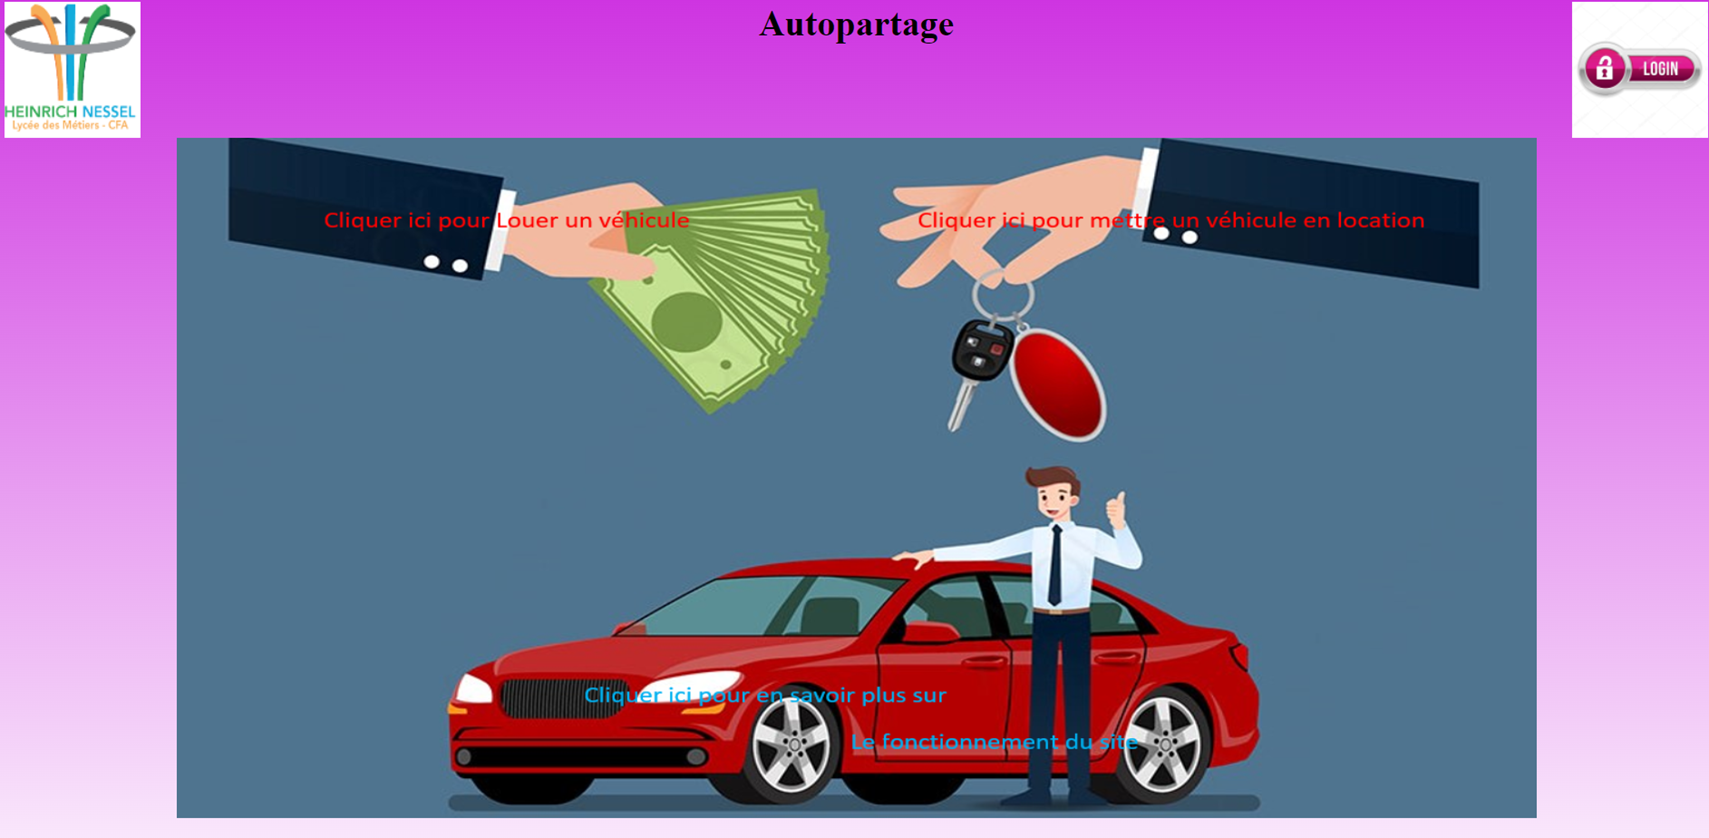 Autopartage
HEINRICH NESSEL
Lycée des Métiers - CFA
LOGIN
Cliquer ici pour Louer un véhicule
Cliquer ici pour mettre un véhicule en location
Cliquer ici pour en savoir plus sur
Le fonctionnement du site